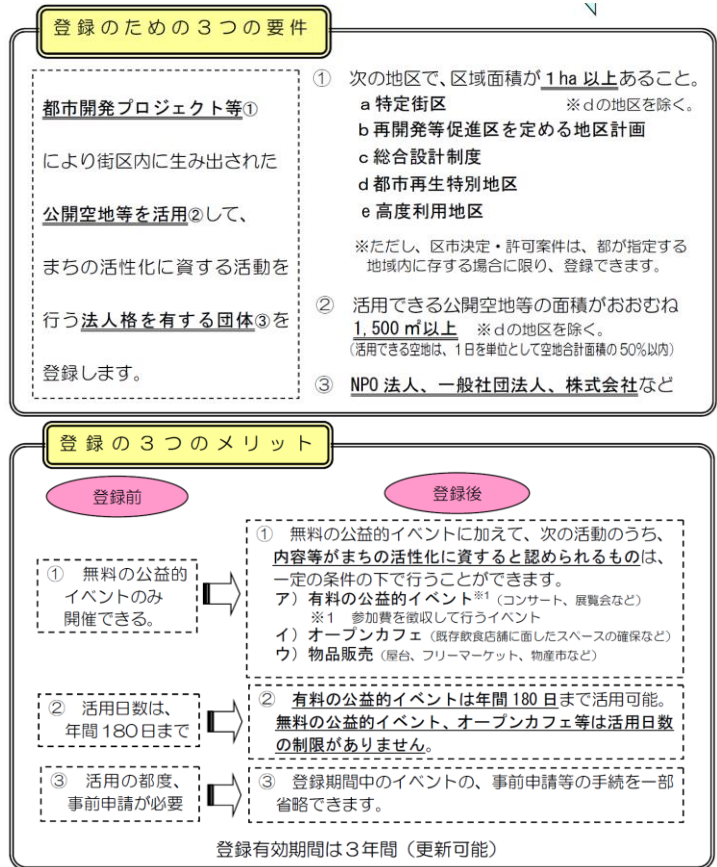 登録のための3つの要件
都市開発プロジェクト等①
により街区内に生み出された
公開空地等を活用②して、
まちの活性化に資する活動を
行う法人格を有する団体③を
登録します。
① 次の地区で、区域面積が1ha以上あること。
a特定街区 ※dの地区を除く。
b再開発等促進区を定める地区計画
c総合設計制度
d都市再生特別地区
e高度利用地区
※ただし、区市決定・許可案件は、都が指定する
地域内に存する場合に限り、登録できます。
② 活用できる公開空地等の面積がおおむね
1,500㎡以上 ※dの地区を除く。
(活用できる空地は、1日を単位として空地合計面積の50%以内)
③ NPO法人、一般社団法人、株式会社など
登録の3つのメリット
登録前
登録後
① 無料の公益的
イベントのみ
開催できる。
① 無料の公益的イベントに加えて、次の活動のうち、
内容等がまちの活性化に資すると認められるものは、
一定の条件の下で行うことができます。
ア)有料の公益的イベント※1(コンサート、展覧会など)
※1 参加費を徴収して行うイベント
イ)オープンカフェ(既存飲食店舗に面したスペースの確保など)
ウ)物品販売(屋台、フリーマーケット、物産市など)
② 活用日数は、
年間180日まで
② 有料の公益的イベントは年間180日まで活用可能。
無料の公益的イベント、オープンカフェ等は活用日数
の制限がありません。
③ 活用の都度、
事前申請が必要
③ 登録期間中のイベントの、事前申請等の手続を一部
省略できます。
登録有効期間は3年間(更新可能)